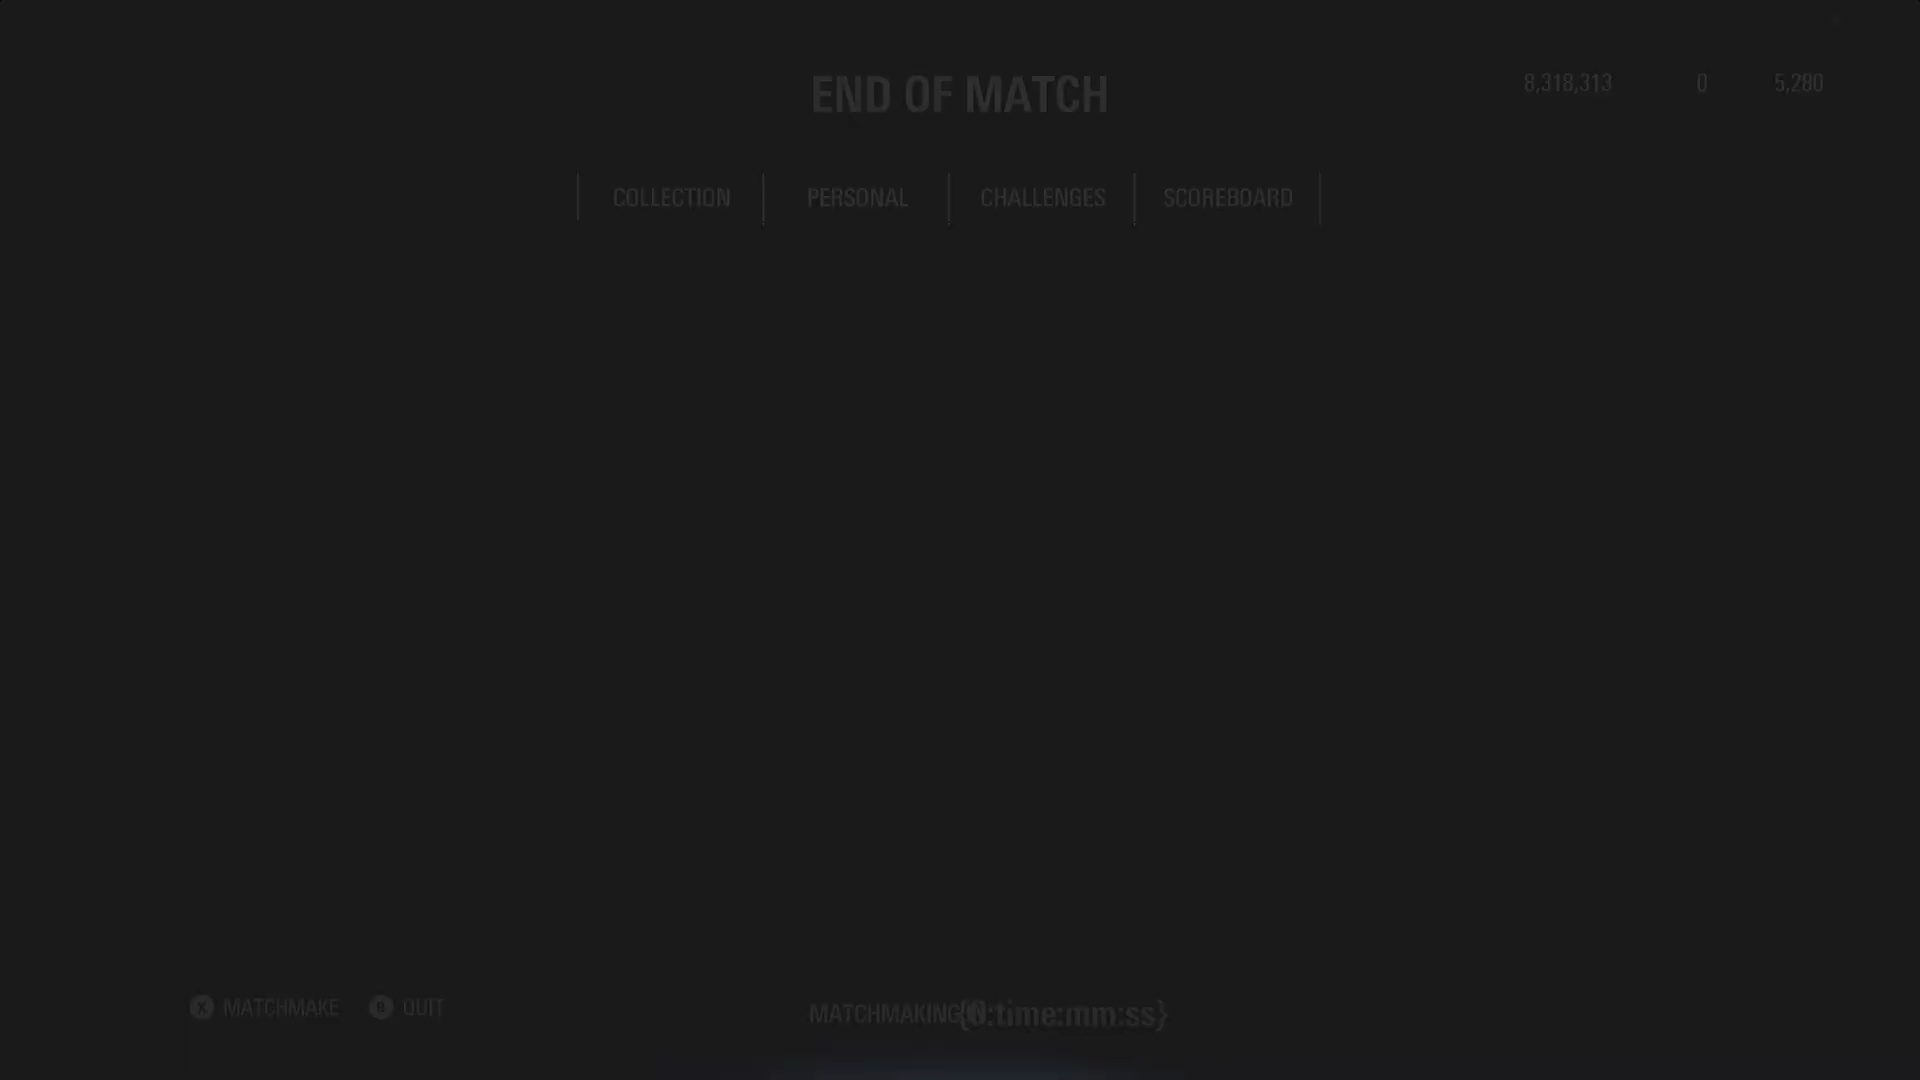 END OF MATCH
8,318,313 0 5,280
COLLECTION PERSONAL CHALLENGES SCOREBOARD
X MATCHMAKE B QUIT
MATCHMAKING IN {0:time:mm:ss}